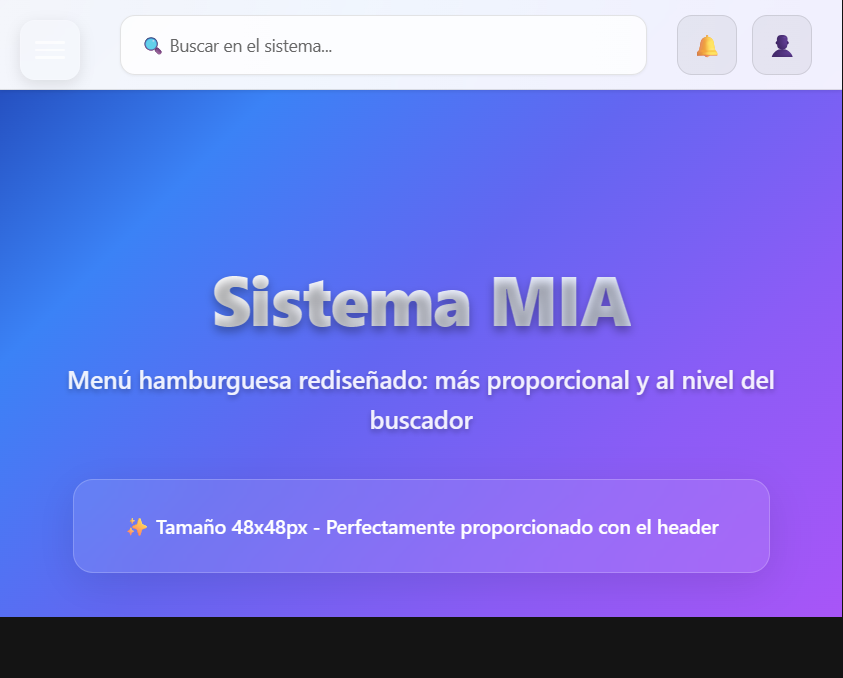 🔍 Buscar en el sistema...
Sistema MIA
Menú hamburguesa rediseñado: más proporcional y al nivel del
buscador
✨ Tamaño 48x48px - Perfectamente proporcionado con el header